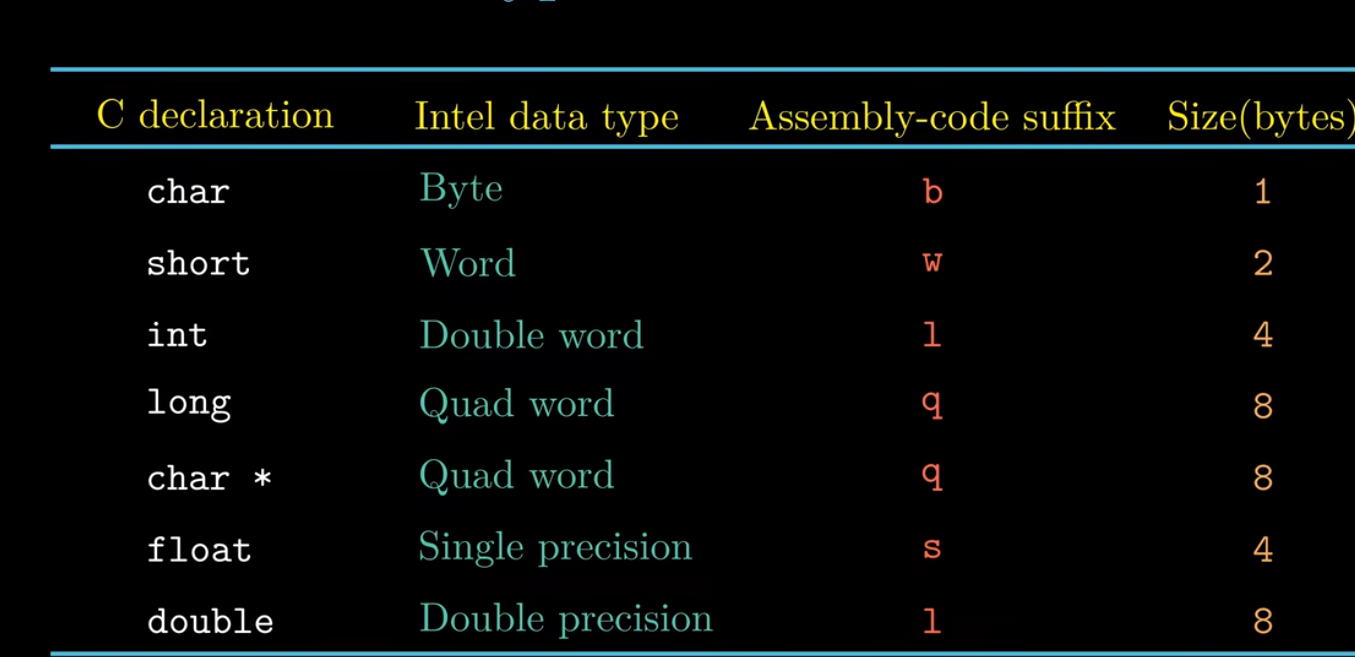 C declaration Intel data type Assembly-code suffix Size(bytes)
char Byte b 1
short Word w 2
int Double word l 4
long Quad word q 8
char * Quad word q 8
float Single precision s 4
double Double precision l 8